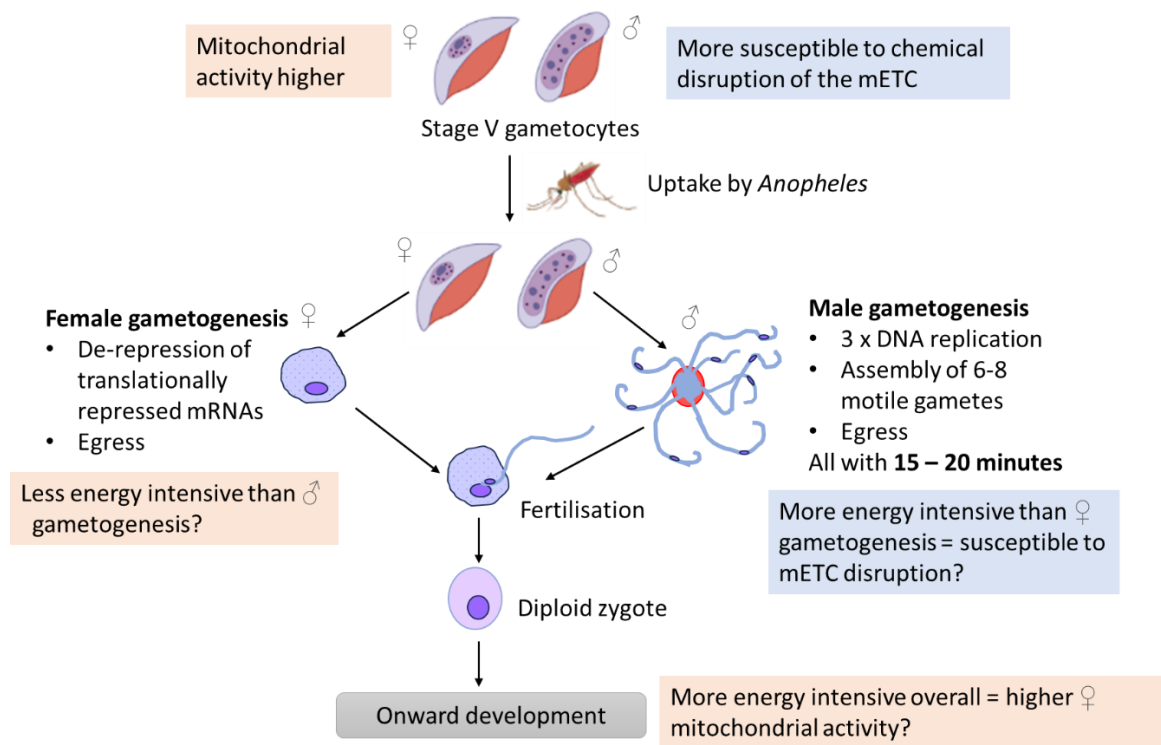 Mitochondrial
activity higher
♀
♂
More susceptible to chemical
disruption of the mETC
Stage V gametocytes
Uptake by Anopheles
♀
♂
Female gametogenesis ♀
• De-repression of
translationally
repressed mRNAs
• Egress
♂
Male gametogenesis
• 3 x DNA replication
• Assembly of 6-8
motile gametes
• Egress
All with 15 – 20 minutes
Less energy intensive than ♂
gametogenesis?
Fertilisation
More energy intensive than ♀
gametogenesis = susceptible to
mETC disruption?
Diploid zygote
Onward development
More energy intensive overall = higher ♀
mitochondrial activity?